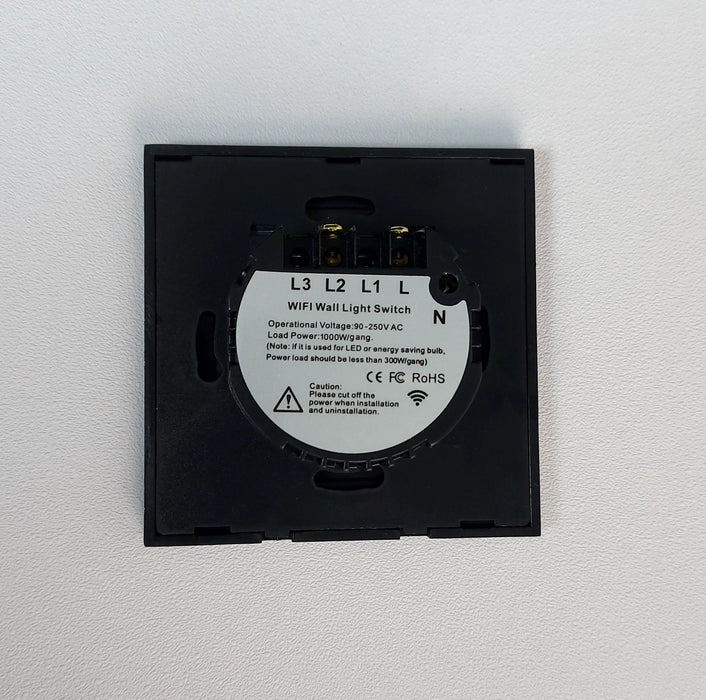 L3 L2 L1 L
WIFI Wall Light Switch
N
Operational Voltage:90-250V AC
Load Power:1000W/gang.
(Note: If it is used for LED or energy saving bulb,
Power load should be less than 300W/gang)
CE FC RoHS
Caution:
Please cut off the
power when installation
and uninstallation.